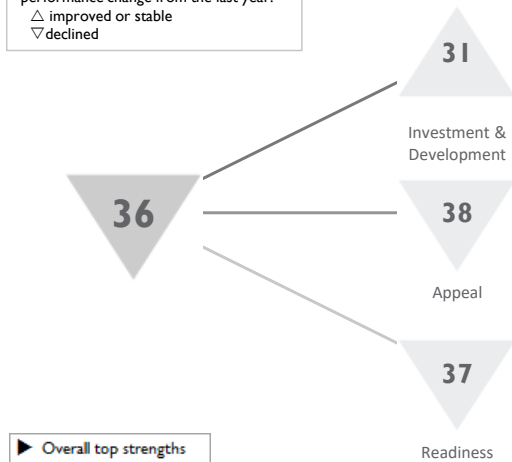 performance change from the last year:
△ improved or stable
▽ declined
31
Investment &
Development
36
38
Appeal
37
Readiness
▶ Overall top strengths